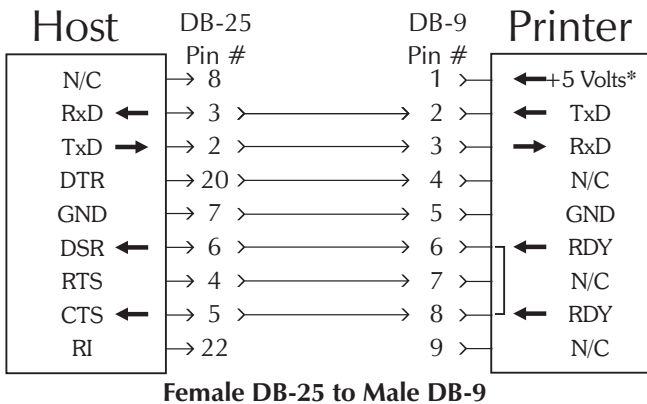 Host DB-25 DB-9 Printer
Pin # Pin #
N/C 8 1 +5 Volts*
RxD 3 2 TxD
TxD 2 3 RxD
DTR 20 4 N/C
GND 7 5 GND
DSR 6 6 RDY
RTS 4 7 N/C
CTS 5 8 RDY
RI 22 9 N/C
Female DB-25 to Male DB-9